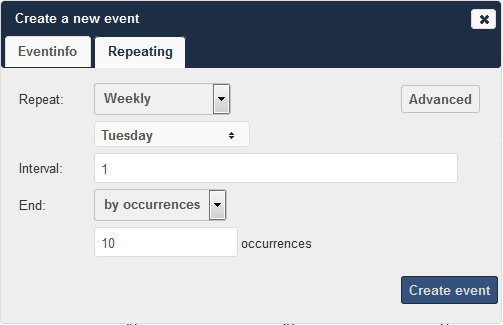 Create a new event
Eventinfo Repeating
Repeat: Weekly Advanced
Tuesday
Interval: 1
End: by occurrences
10 occurrences
Create event